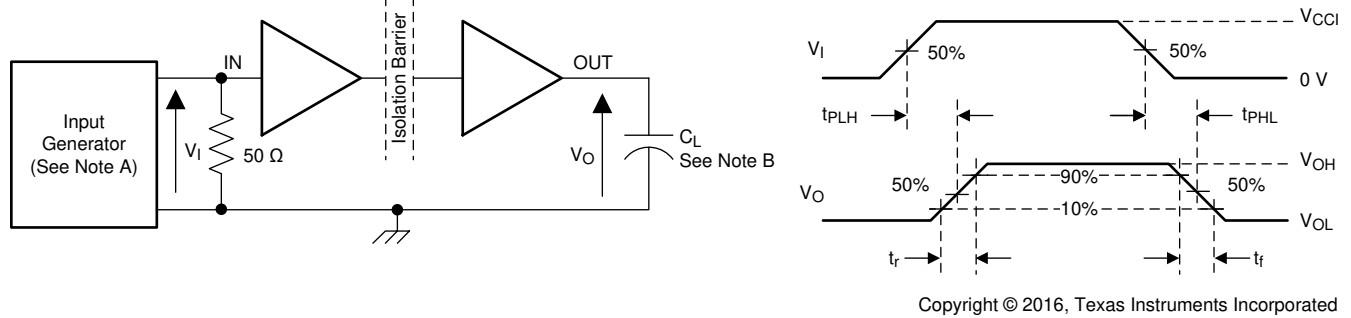 Input
Generator
(See Note A)
V_I
IN
50 Ω
Isolation Barrier
OUT
V_O
C_L
See Note B
V_I
50%
50%
V_CCI
0 V
t_PLH
t_PHL
V_O
50%
90%
50%
10%
V_OH
V_OL
t_r
t_f
Copyright © 2016, Texas Instruments Incorporated